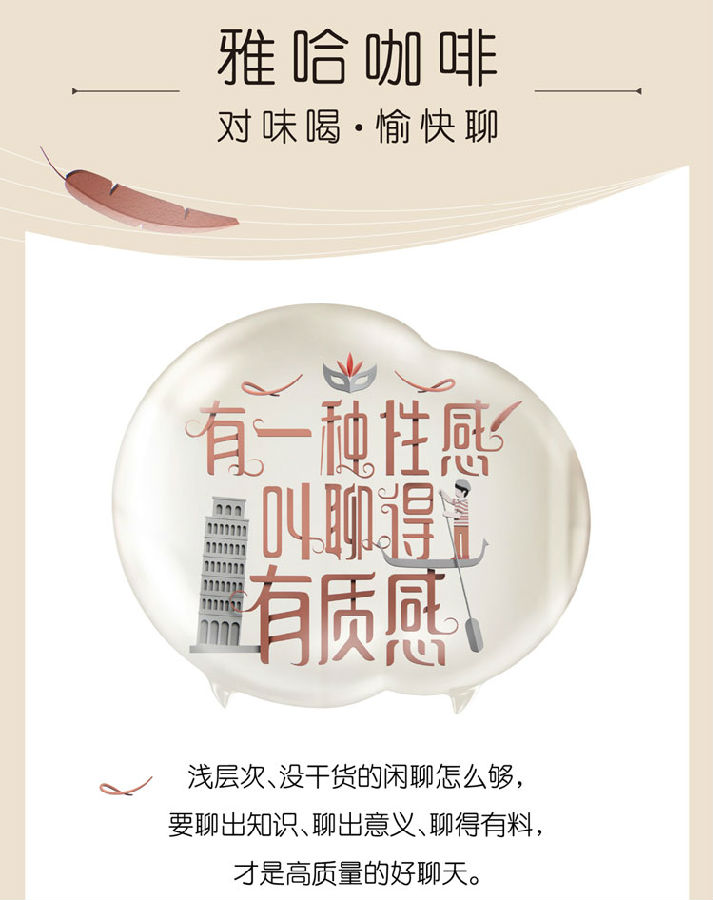 雅哈咖啡
对味喝·愉快聊
有一种性感
叫聊得
有质感
浅层次、没干货的闲聊怎么够，
要聊出知识、聊出意义、聊得有料，
才是高质量的好聊天。